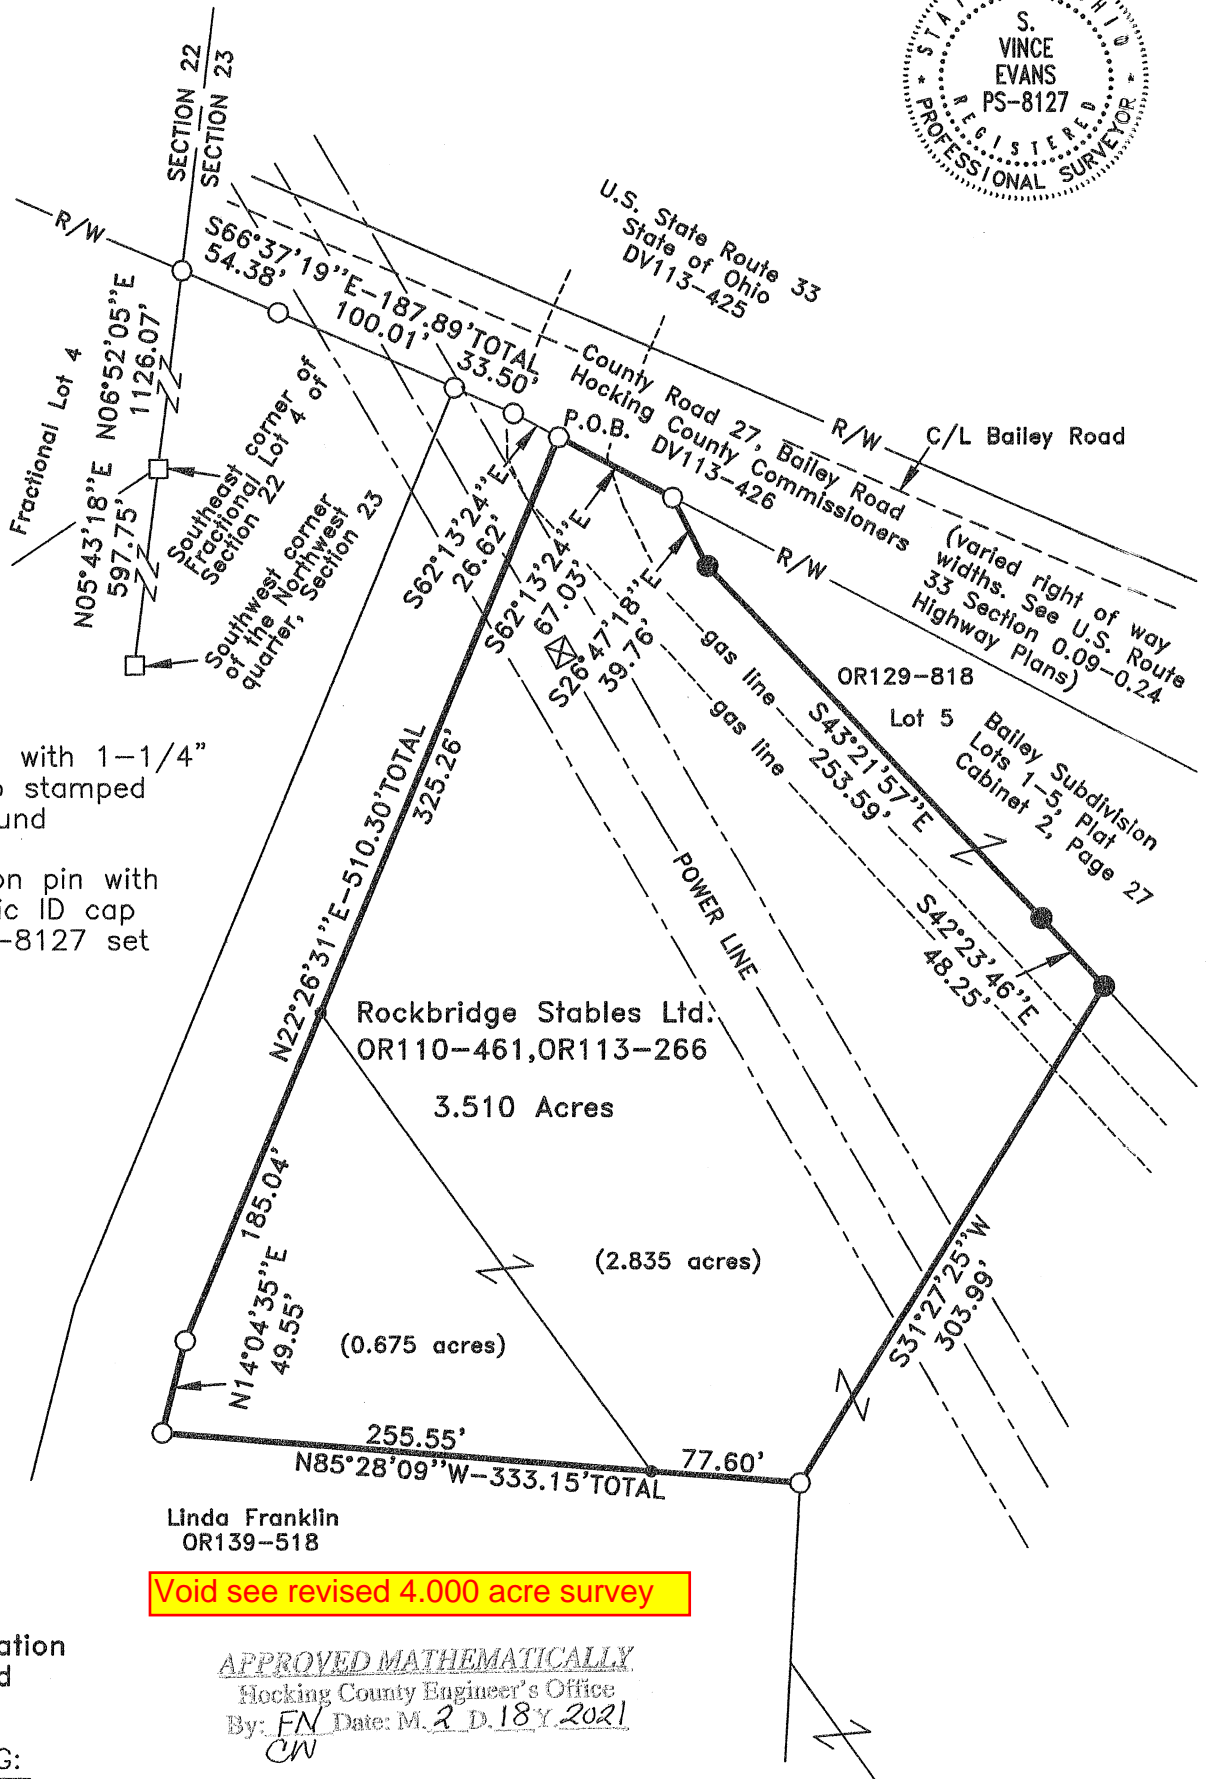 STA
HIO
S.
VINCE
EVANS
PS-8127
REGISTERED
PROFESSIONAL SURVEYOR
SECTION 22
SECTION 23
R/W
S66°37'19"E-187.89'TOTAL
54.38'
100.01'
33.50'
U.S. State Route 33
State of Ohio
DV113-425
County Road 27, Bailey Road
Hocking County Commissioners
DV113-426
P.O.B.
R/W
C/L Bailey Road
R/W
(varied right of way
widths. See U.S. Route
33 Section 0.09-0.24
Highway Plans)
Fractional Lot 4
N06°52'05"E
1126.07'
N05°43'18"E
597.75'
Southeast corner of
Fractional Lot 4 of
Section 22
Southwest corner
of the Northwest
quarter, Section 23
S62°13'24"E
26.62'
S62°13'24"E
67.03'
S26°47'18"E
39.76'
gas line
gas line
OR129-818
Lot 5
Bailey Subdivision
Lots 1-5, Plat
Cabinet 2, Page 27
S43°21'57"E
253.59'
S42°23'46"E
48.25'
with 1-1/4"
stamped
und
on pin with
ic ID cap
-8127 set
N22°26'31"E-510.30'TOTAL
325.26'
POWER LINE
Rockbridge Stables Ltd.
OR110-461,OR113-266
3.510 Acres
185.04'
N14°04'35"E
49.55'
(2.835 acres)
(0.675 acres)
S31°27'25"W
303.99'
255.55'
77.60'
N85°28'09"W-333.15'TOTAL
Linda Franklin
OR139-518
Void see revised 4.000 acre survey
ation
d
APPROVED MATHEMATICALLY
Hocking County Engineer's Office
By: FN Date: M. 2 D. 18 Y. 2021
CW
G: